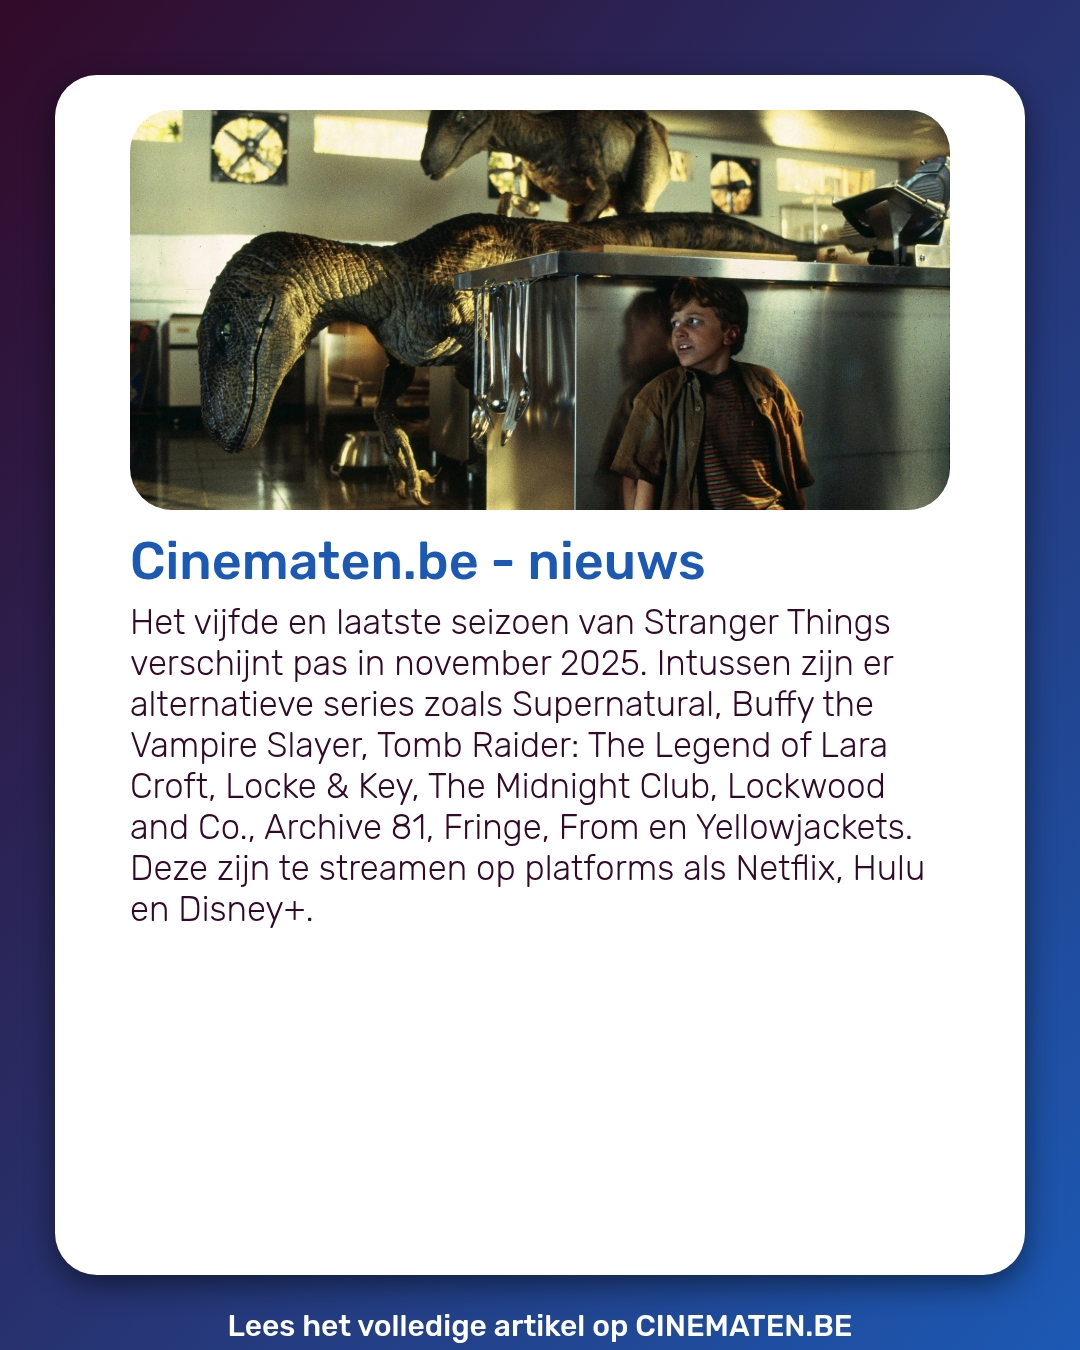 Cinematen.be - nieuws
Het vijfde en laatste seizoen van Stranger Things
verschijnt pas in november 2025. Intussen zijn er
alternatieve series zoals Supernatural, Buffy the
Vampire Slayer, Tomb Raider: The Legend of Lara
Croft, Locke & Key, The Midnight Club, Lockwood
and Co., Archive 81, Fringe, From en Yellowjackets.
Deze zijn te streamen op platforms als Netflix, Hulu
en Disney+.
Lees het volledige artikel op CINEMATEN.BE